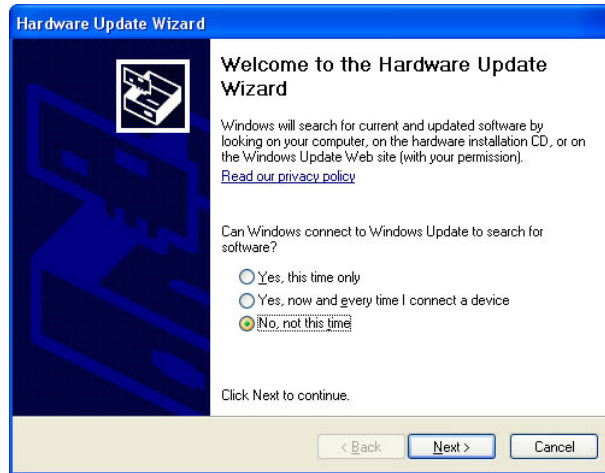 Hardware Update Wizard
Welcome to the Hardware Update
Wizard
Windows will search for current and updated software by
looking on your computer, on the hardware installation CD, or on
the Windows Update Web site (with your permission).
Read our privacy policy
Can Windows connect to Windows Update to search for
software?
Yes, this time only
Yes, now and every time I connect a device
No, not this time
Click Next to continue.
< Back
Next >
Cancel